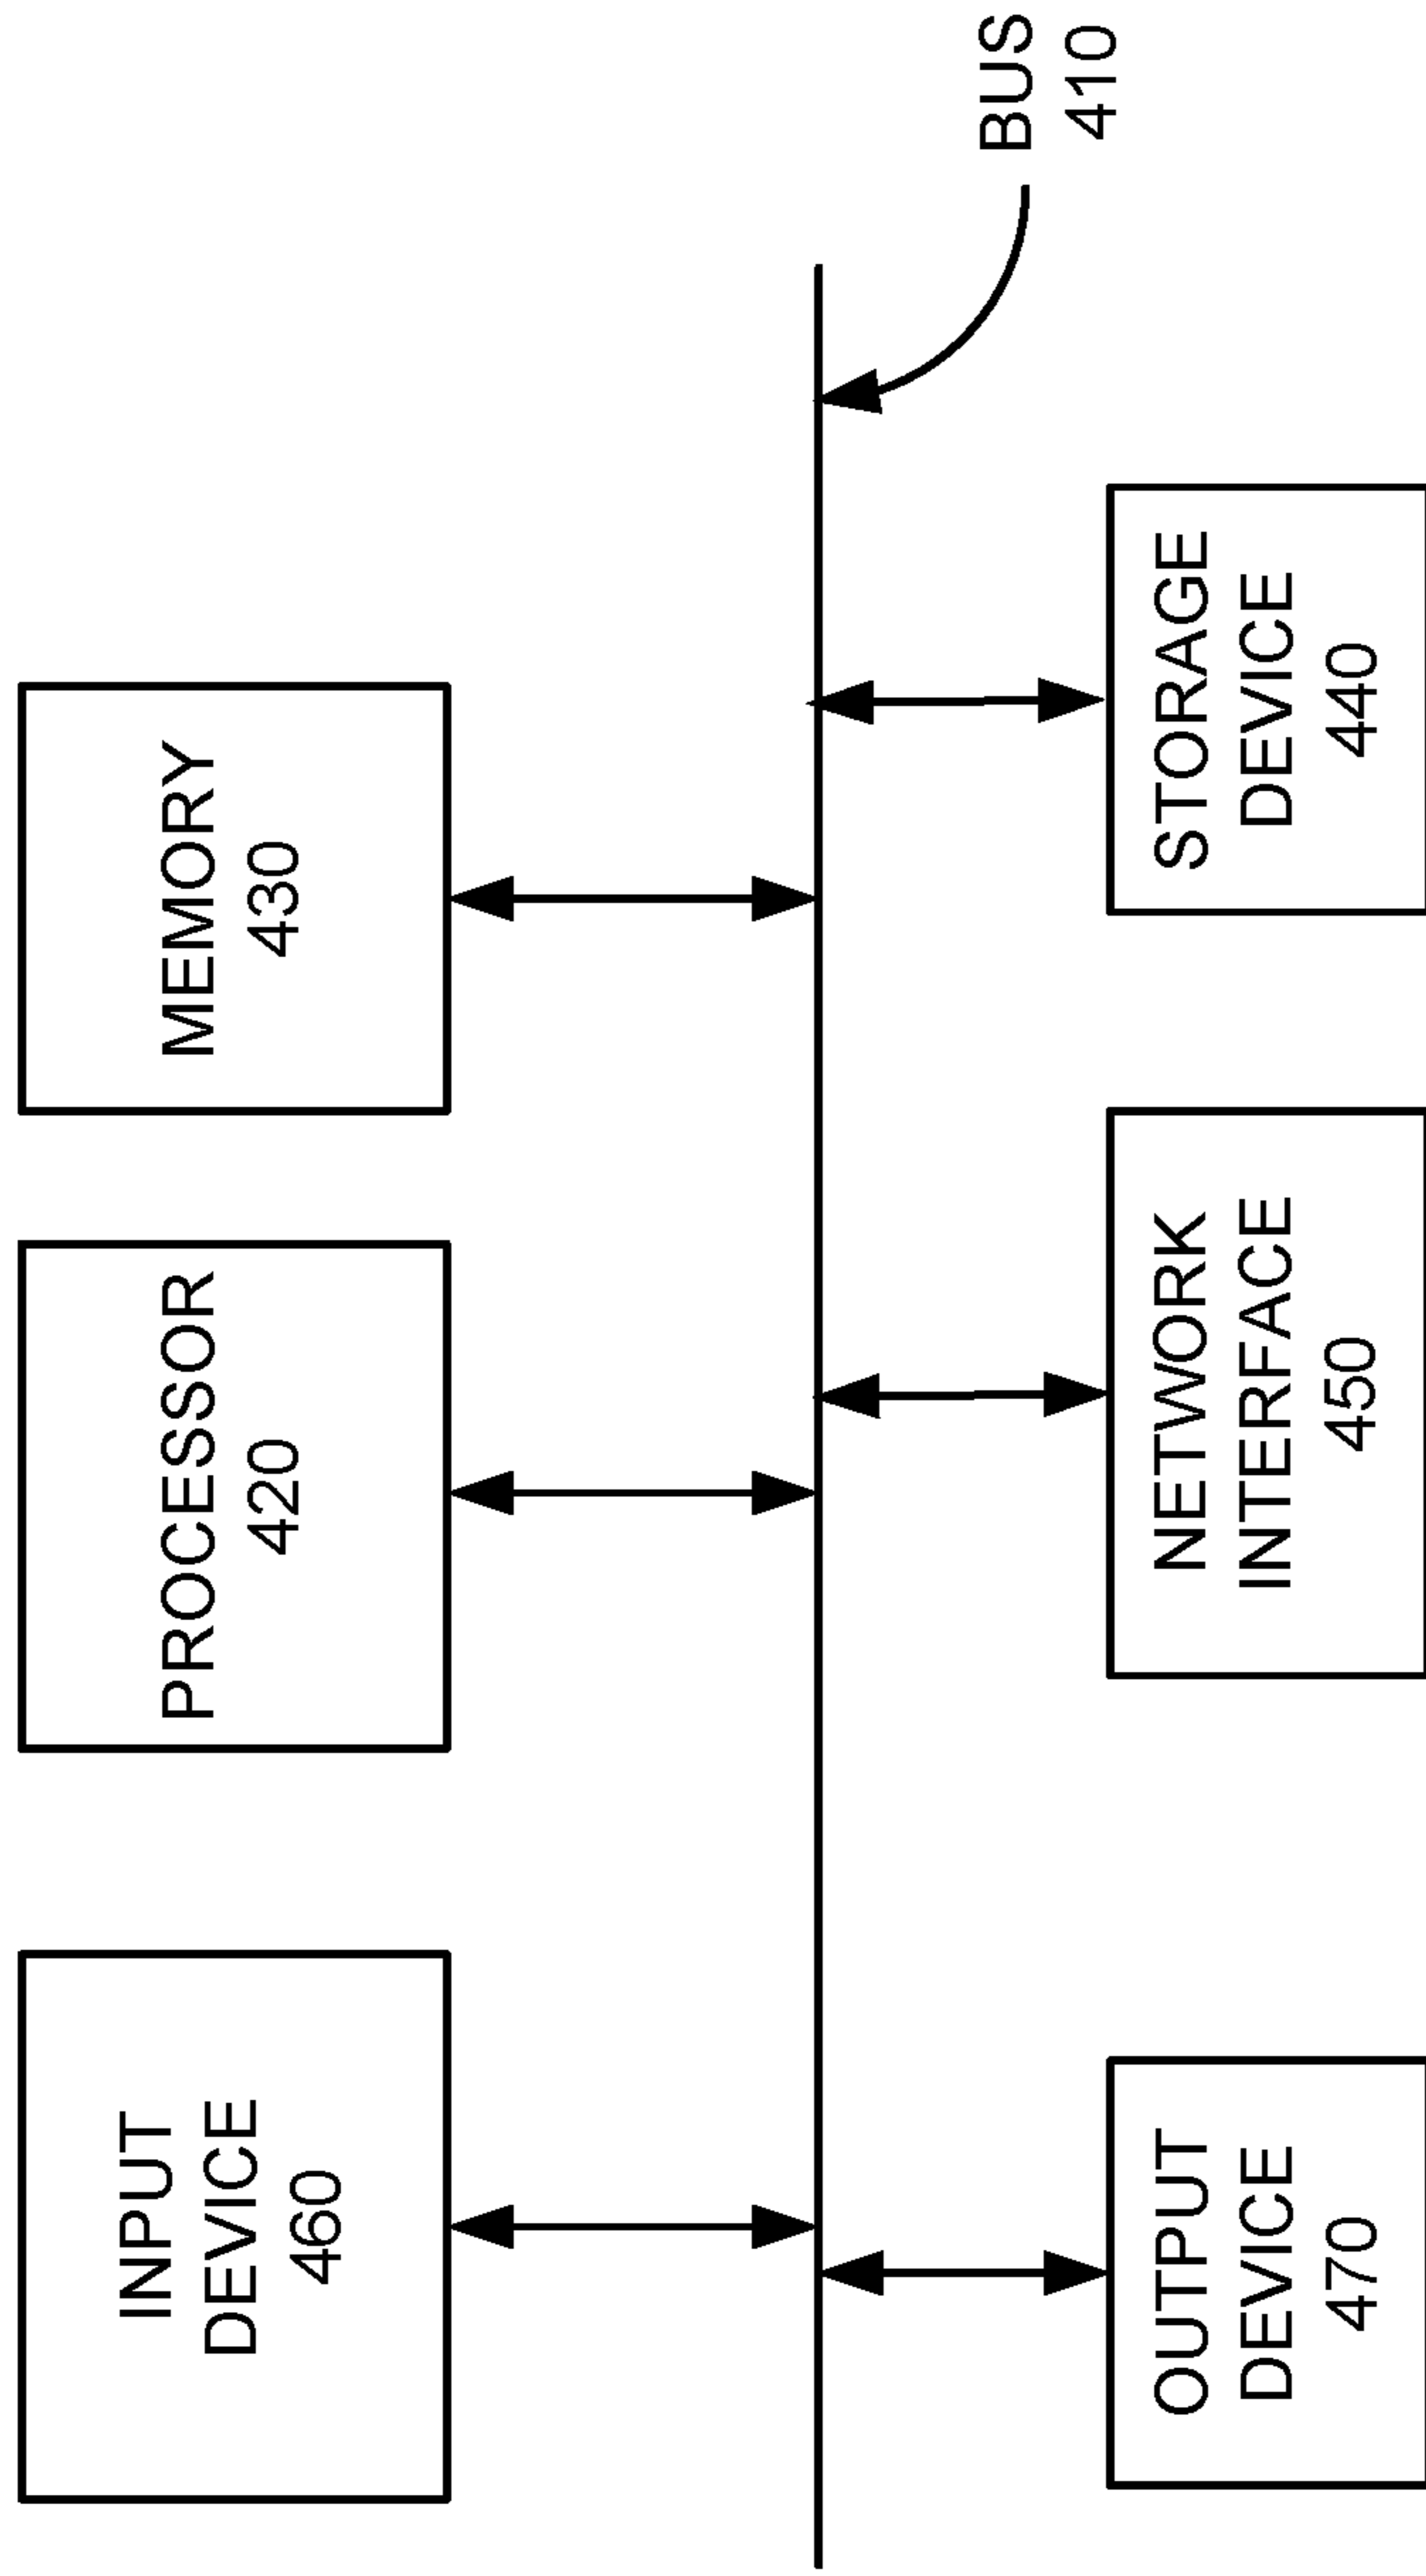 INPUT
DEVICE
460
PROCESSOR
420
MEMORY
430
BUS
410
OUTPUT
DEVICE
470
NETWORK
INTERFACE
450
STORAGE
DEVICE
440